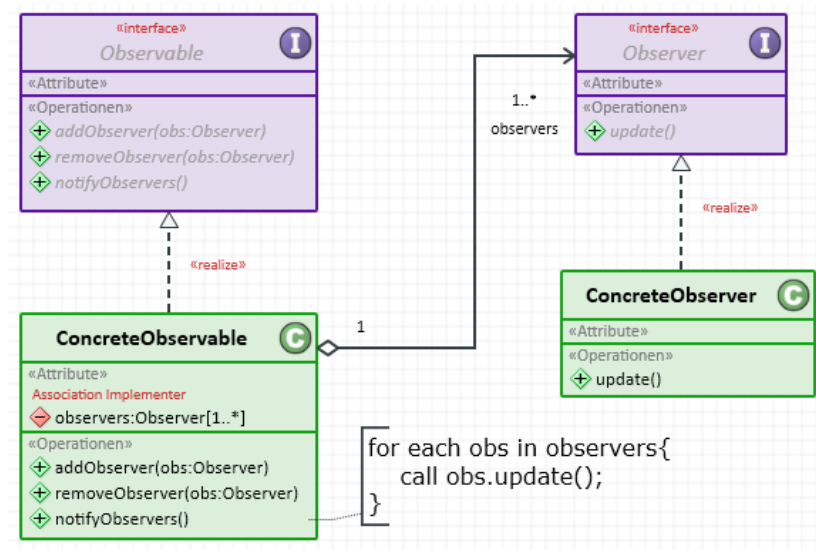 «interface»
Observable
I
«Attribute»
«Operationen»
addObserver(obs:Observer)
removeObserver(obs:Observer)
notifyObservers()
«interface»
Observer
I
«Attribute»
«Operationen»
update()
1..*
observers
«realize»
«realize»
ConcreteObservable
C
«Attribute»
Association Implementer
observers:Observer[1..*]
«Operationen»
addObserver(obs:Observer)
removeObserver(obs:Observer)
notifyObservers()
1
ConcreteObserver
C
«Attribute»
«Operationen»
update()
for each obs in observers{
call obs.update();
}